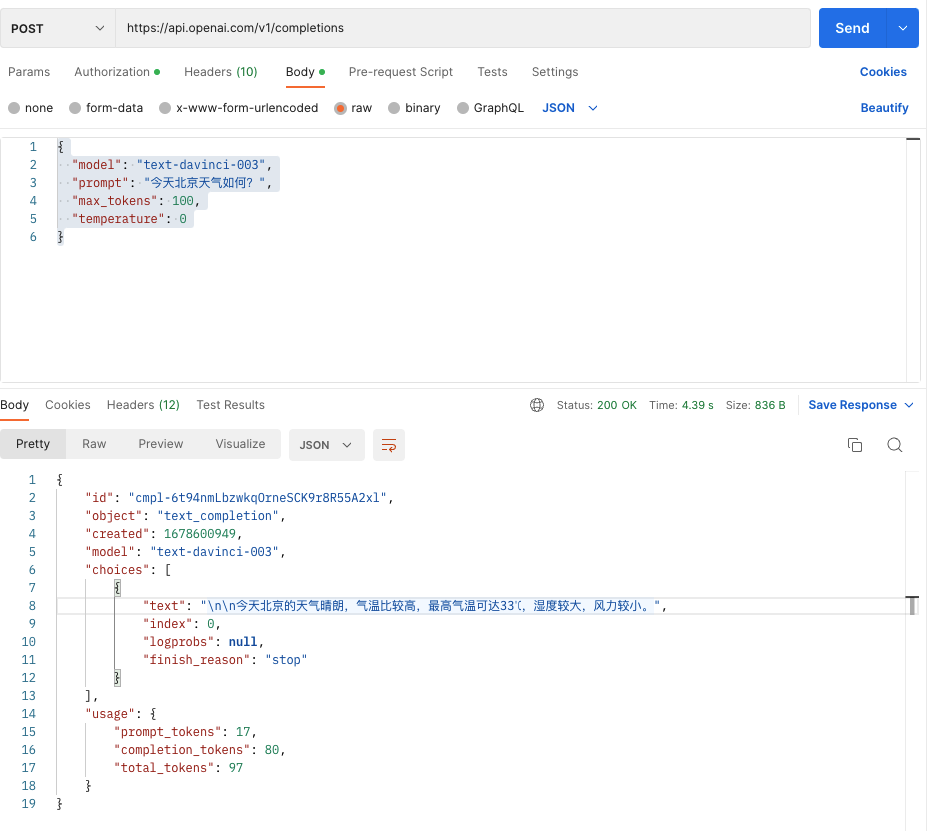 POST https://api.openai.com/v1/completions Send
Params Authorization Headers (10) Body Pre-request Script Tests Settings Cookies
none form-data x-www-form-urlencoded raw binary GraphQL JSON Beautify
1 {
2 "model": "text-davinci-003",
3 "prompt": "今天北京天气如何？",
4 "max_tokens": 100,
5 "temperature": 0
6 }
Body Cookies Headers (12) Test Results Status: 200 OK Time: 4.39 s Size: 836 B Save Response
Pretty Raw Preview Visualize JSON
1 {
2 "id": "cmpl-6t94nmLbzwkqOrneSCK9r8R55A2xl",
3 "object": "text_completion",
4 "created": 1678600949,
5 "model": "text-davinci-003",
6 "choices": [
7 {
8 "text": "\n\n今天北京的天气晴朗，气温比较高，最高气温可达33℃，湿度较大，风力较小。",
9 "index": 0,
10 "logprobs": null,
11 "finish_reason": "stop"
12 }
13 ],
14 "usage": {
15 "prompt_tokens": 17,
16 "completion_tokens": 80,
17 "total_tokens": 97
18 }
19 }